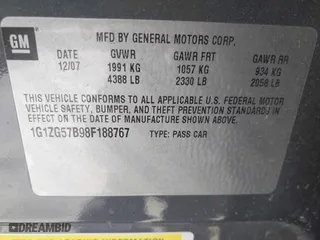 GM
MFD BY GENERAL MOTORS CORP.
DATE GVWR GAWR FRT GAWR RR
12/07 1991 KG 1057 KG 934 KG
4388 LB 2330 LB 2058 LB
THIS VEHICLE CONFORMS TO ALL APPLICABLE U.S. FEDERAL MOTOR
VEHICLE SAFETY, BUMPER, AND THEFT PREVENTION STANDARDS IN
EFFECT ON THE DATE OF MANUFACTURE SHOWN ABOVE.
1G1ZG57B98F188767 TYPE: PASS CAR
autobidcar